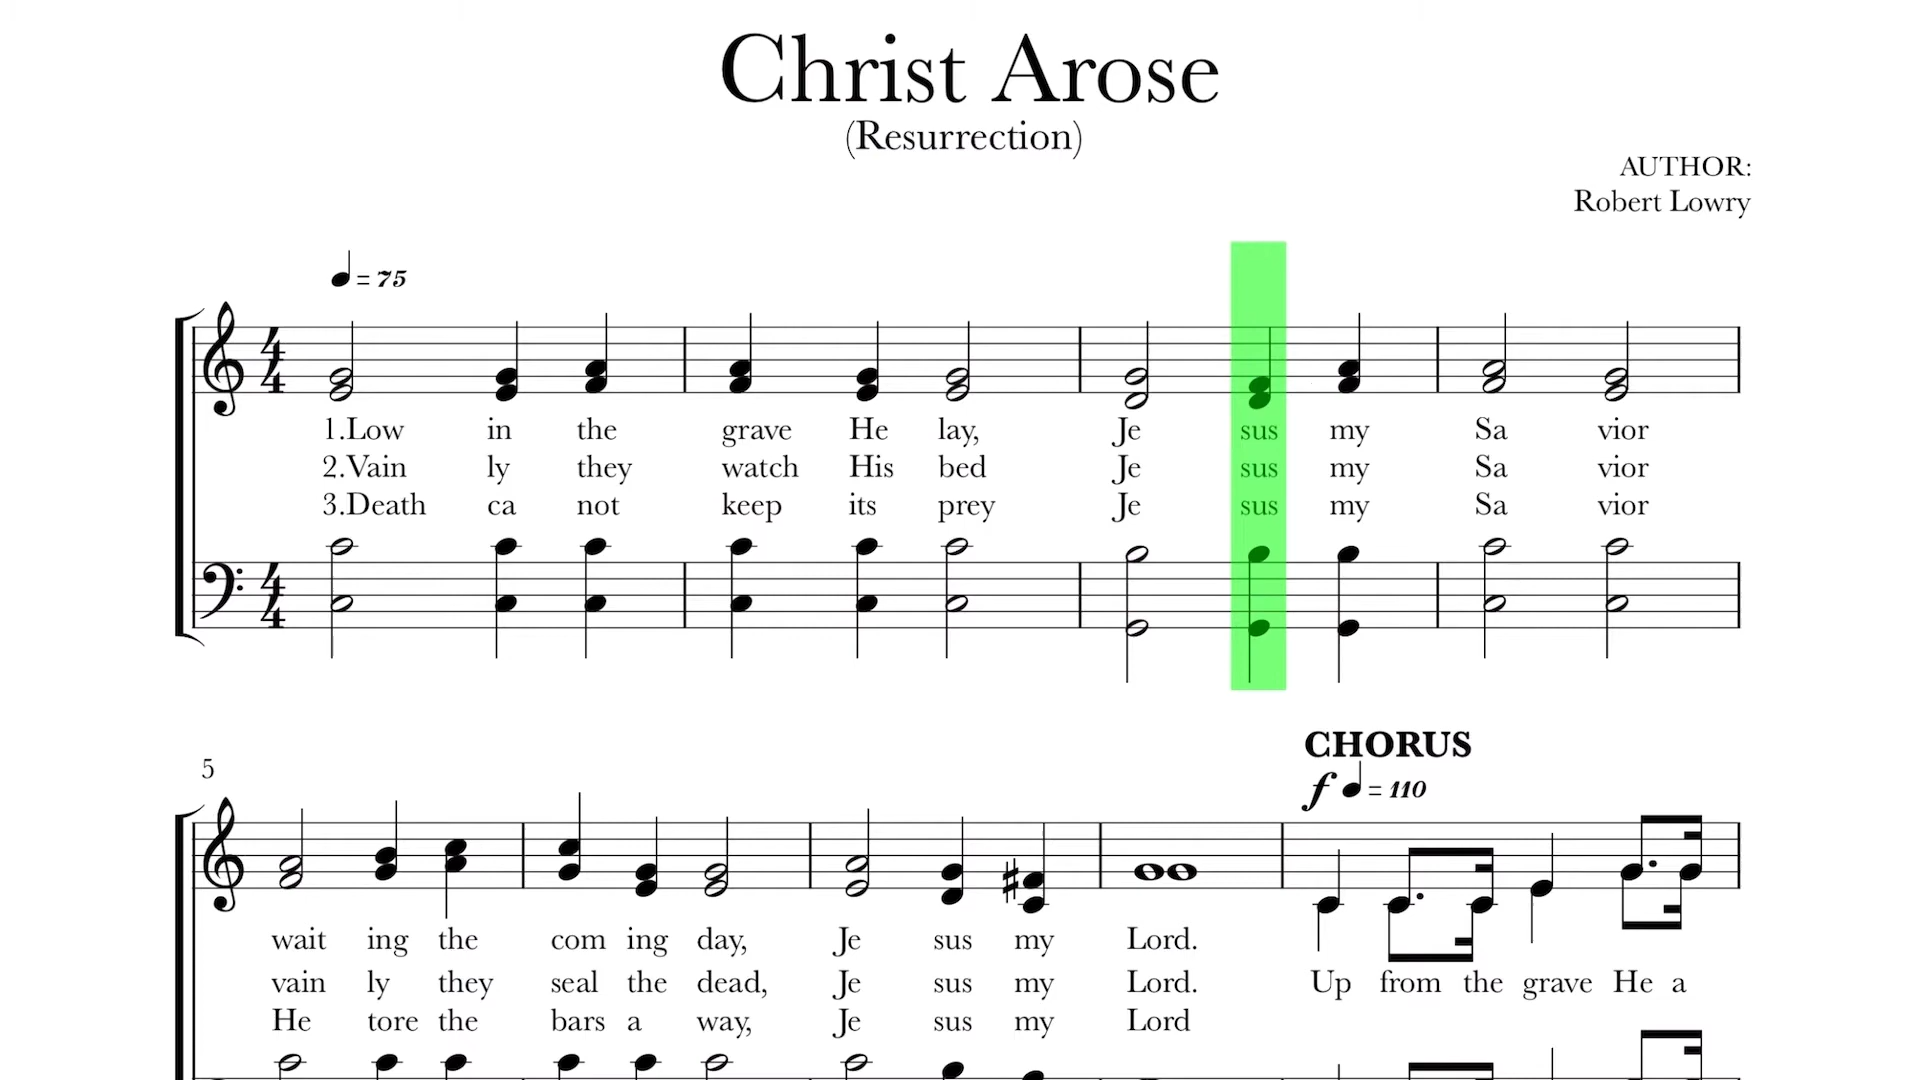 Christ Arose
(Resurrection)
AUTHOR:
Robert Lowry
= 75
4 4
1.Low in the grave He lay, Je sus my Sa vior
2.Vain ly they watch His bed Je sus my Sa vior
3.Death ca not keep its prey Je sus my Sa vior
4 4
CHORUS
5
f = 110
wait ing the com ing day, Je sus my Lord.
vain ly they seal the dead, Je sus my Lord. Up from the grave He a
He tore the bars a way, Je sus my Lord